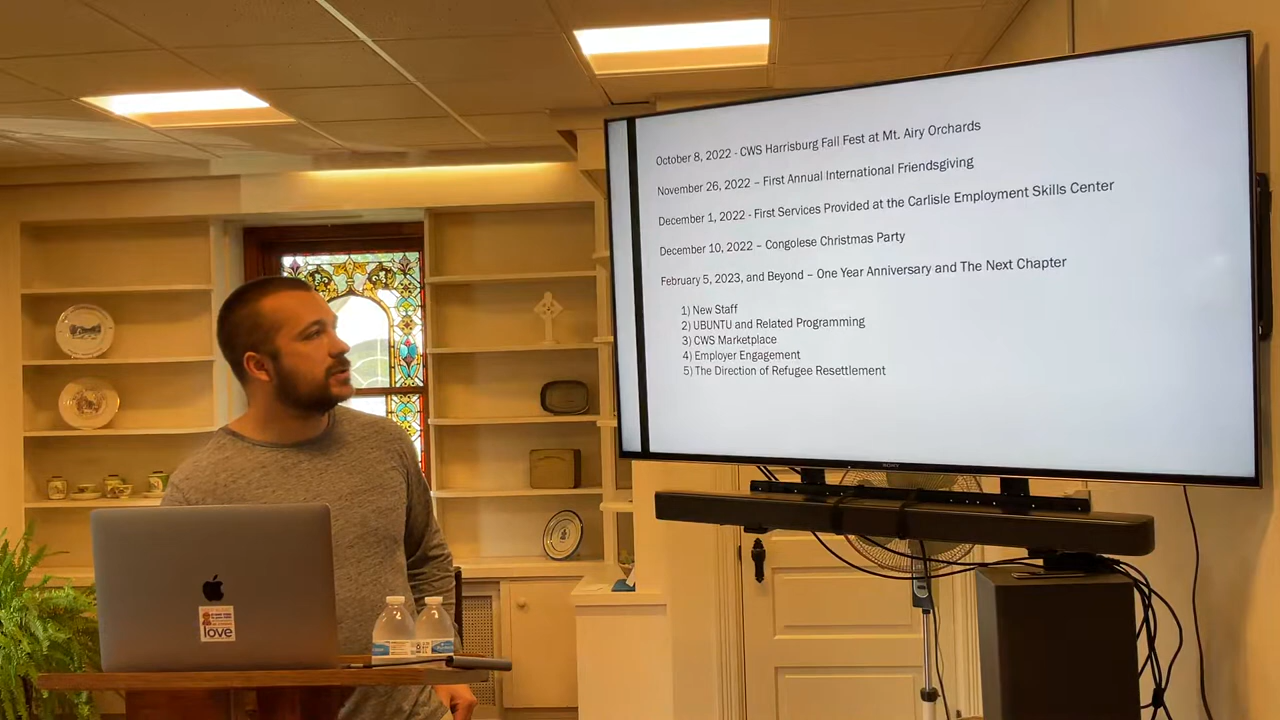 October 8, 2022 - CWS Harrisburg Fall Fest at Mt. Airy Orchards
November 26, 2022 – First Annual International Friendsgiving
December 1, 2022 - First Services Provided at the Carlisle Employment Skills Center
December 10, 2022 – Congolese Christmas Party
February 5, 2023, and Beyond – One Year Anniversary and The Next Chapter
1) New Staff
2) UBUNTU and Related Programming
3) CWS Marketplace
4) Employer Engagement
5) The Direction of Refugee Resettlement
SONY
love